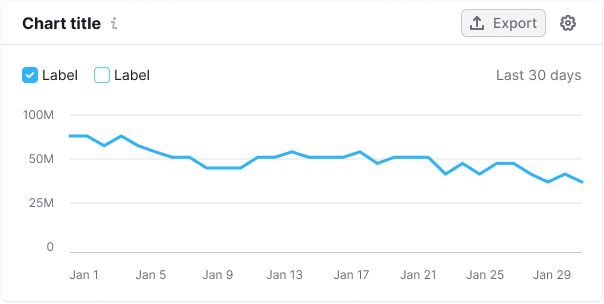 Chart title i Export
Label Label Last 30 days
100M
50M
25M
0
Jan 1 Jan 5 Jan 9 Jan 13 Jan 17 Jan 21 Jan 25 Jan 29